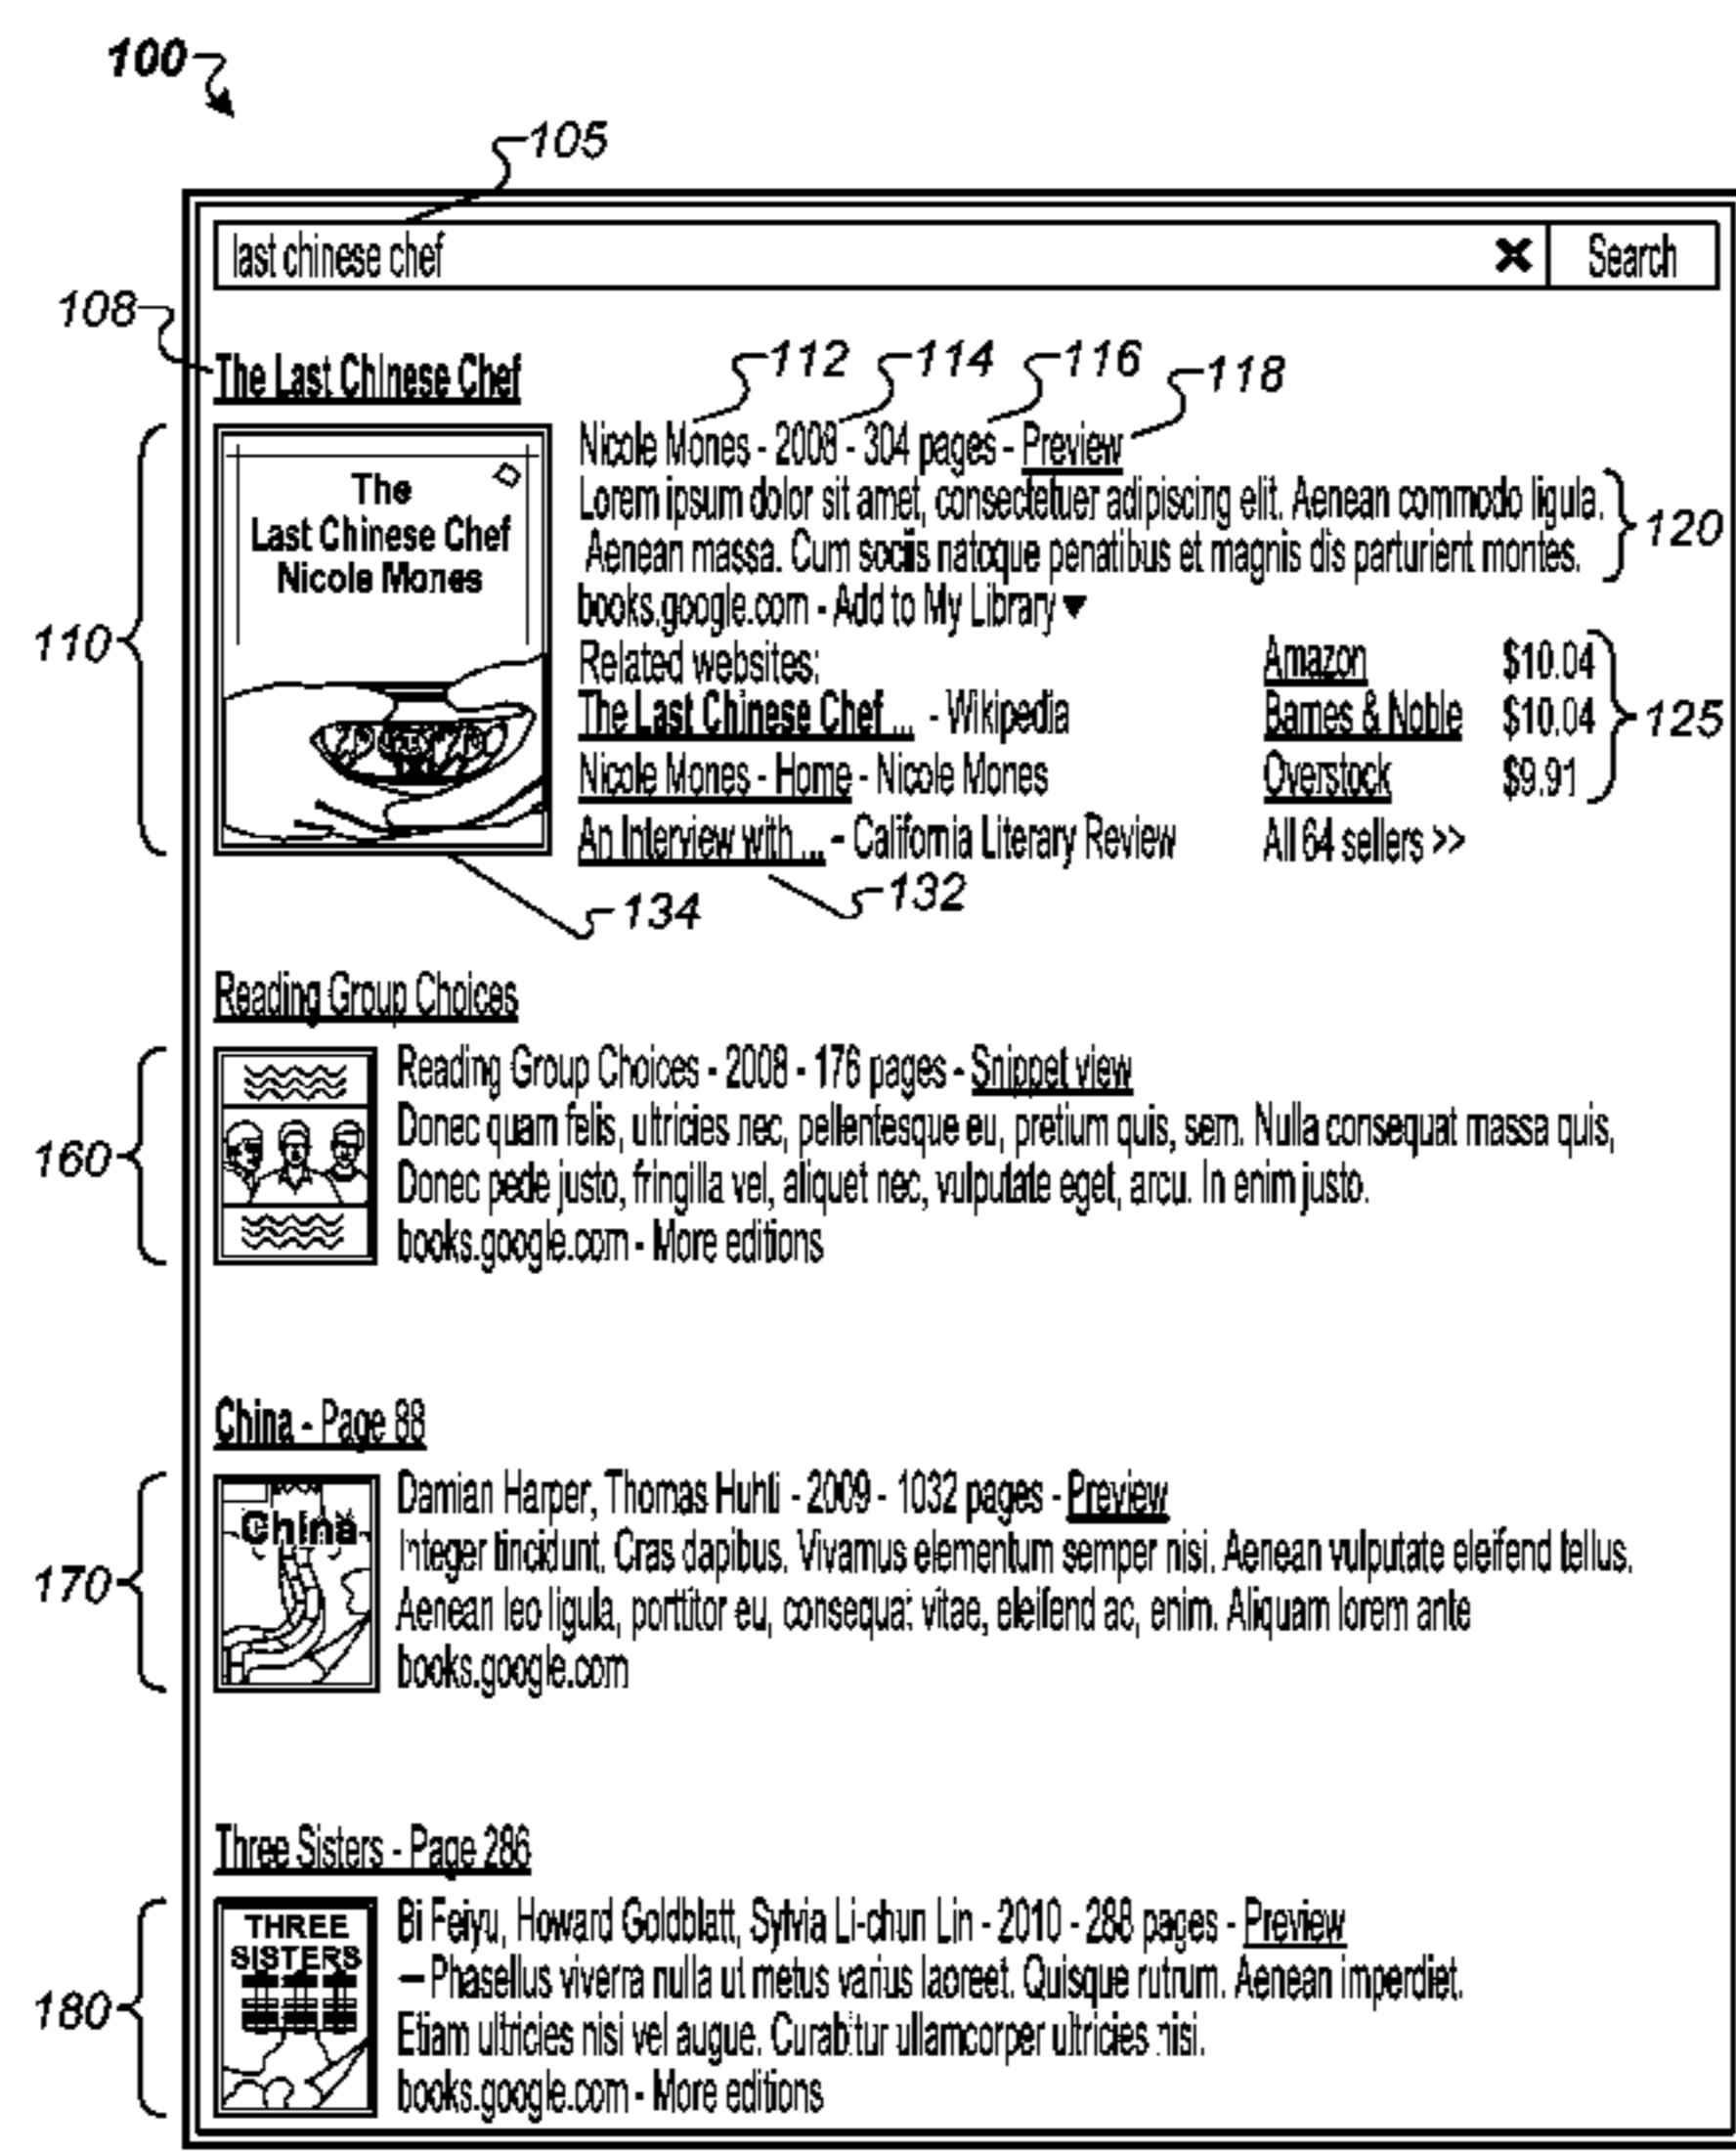 100
105
last chinese chef × Search
108
The Last Chinese Chef
112 114 116 118
110
The
Last Chinese Chef
Nicole Mones
Nicole Mones - 2008 - 304 pages - Preview
Lorem ipsum dolor sit amet, consectetuer adipiscing elit. Aenean commodo ligula.
Aenean massa. Cum sociis natoque penatibus et magnis dis parturient montes.
120
books.google.com - Add to My Library ▼
Related websites:
The Last Chinese Chef ... - Wikipedia
Nicole Mones - Home - Nicole Mones
An Interview with ... - California Literary Review
Amazon $10.04
Barnes & Noble $10.04
Overstock $9.91
All 64 sellers >>
125
134
132
Reading Group Choices
160
Reading Group Choices - 2008 - 176 pages - Snippet view
Donec quam felis, ultricies nec, pellentesque eu, pretium quis, sem. Nulla consequat massa quis,
Donec pede justo, fringilla vel, aliquet nec, vulputate eget, arcu. In enim justo.
books.google.com - More editions
China - Page 88
170
China
Damian Harper, Thomas Huhti - 2009 - 1032 pages - Preview
Integer tincidunt. Cras dapibus. Vivamus elementum semper nisi. Aenean vulputate eleifend tellus.
Aenean leo ligula, porttitor eu, consequat vitae, eleifend ac, enim. Aliquam lorem ante
books.google.com
Three Sisters - Page 286
180
THREE
SISTERS
Bi Feiyu, Howard Goldblatt, Sylvia Li-chun Lin - 2010 - 288 pages - Preview
— Phasellus viverra nulla ut metus varius laoreet. Quisque rutrum. Aenean imperdiet.
Etiam ultricies nisi vel augue. Curabitur ullamcorper ultricies nisi.
books.google.com - More editions